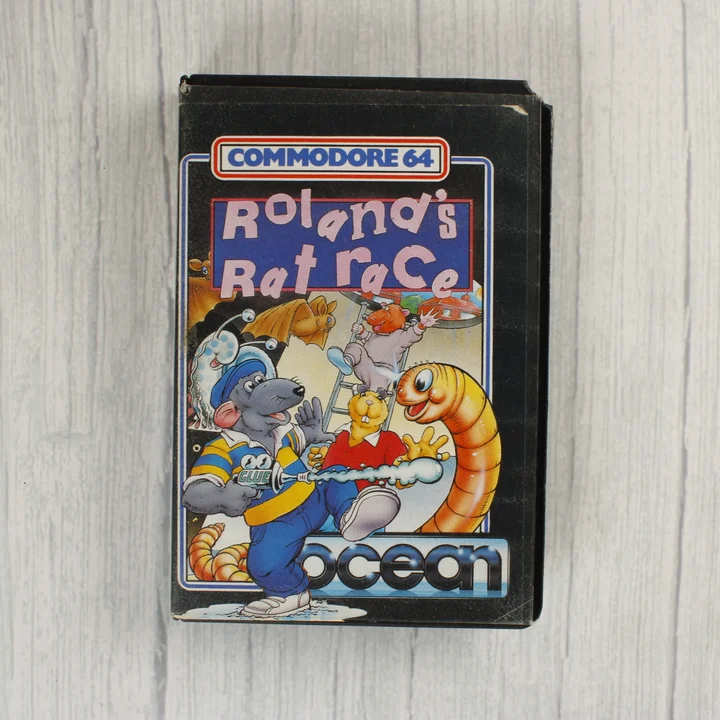 COMMODORE 64
Roland's
Rat race
GLUE
ocean